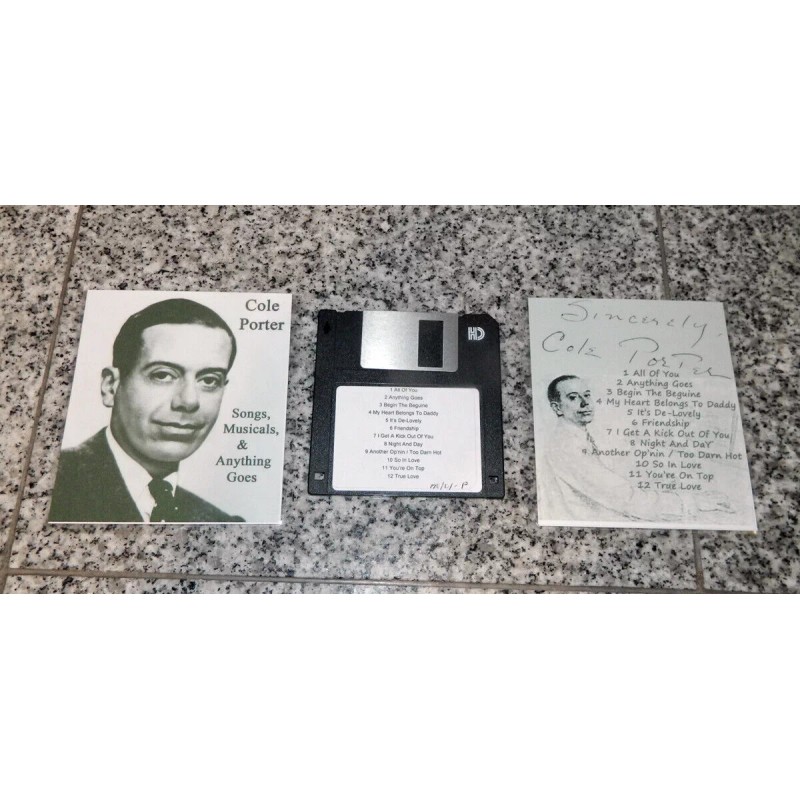 Cole
Porter
Songs,
Musicals,
&
Anything
Goes
HD
1 All Of You
2 Anything Goes
3 Begin The Beguine
4 My Heart Belongs To Daddy
5 It's De-Lovely
6 Friendship
7 I Get A Kick Out Of You
8 Night And Day
9 Another Op'nin / Too Darn Hot
10 So In Love
11 You're On Top
12 True Love
Sincerely,
Cole Porter
1 All Of You
2 Anything Goes
3 Begin The Beguine
4 My Heart Belongs To Daddy
5 It's De-Lovely
6 Friendship
7 I Get A Kick Out Of You
8 Night And DaY
9 Another Op'nin / Too Darn Hot
10 So In Love
11 You're On Top
12 True Love